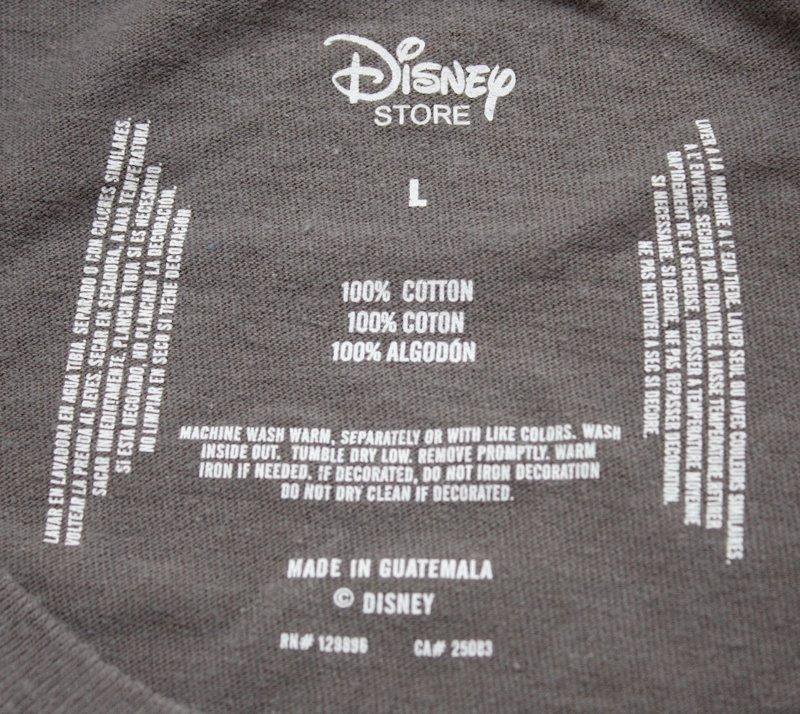 Disney
STORE
L
100% COTTON
100% COTON
100% ALGODÓN
LAVAR EN LAVADORA EN AGUA TIBIA, SEPARADO O CON COLORES SIMILARES.
VOLTEAR LA PRENDA AL REVES. SECAR EN SECADORA, A BAJA TEMPERATURA.
SACAR INMEDIATAMENTE. PLANCHA TIBIA SI ES NECESARIO.
SI ESTA DECORADO, NO PLANCHAR LA DECORACIÓN.
NO LIMPIAR EN SECO SI TIENE DECORACIÓN
MACHINE WASH WARM, SEPARATELY OR WITH LIKE COLORS. WASH
INSIDE OUT. TUMBLE DRY LOW. REMOVE PROMPTLY. WARM
IRON IF NEEDED. IF DECORATED, DO NOT IRON DECORATION
DO NOT DRY CLEAN IF DECORATED.
LAVER A LA MACHINE A L'EAU TIEDE, LAVER SEUL OU AVEC COULEURS SIMILAIRES.
A L'ENVERS. SECHER PAR CULBUTAGE A BASSE TEMPERATURE. RETIRER
RAPIDEMENT DE LA SECHEUSE. REPASSER A TEMPERATURE MOYENNE
SI NECESSAIRE. SI DECORE, NE PAS REPASSER DECORATION.
NE PAS NETTOYER A SEC SI DECORE.
MADE IN GUATEMALA
© DISNEY
RN# 129896 CA# 25083